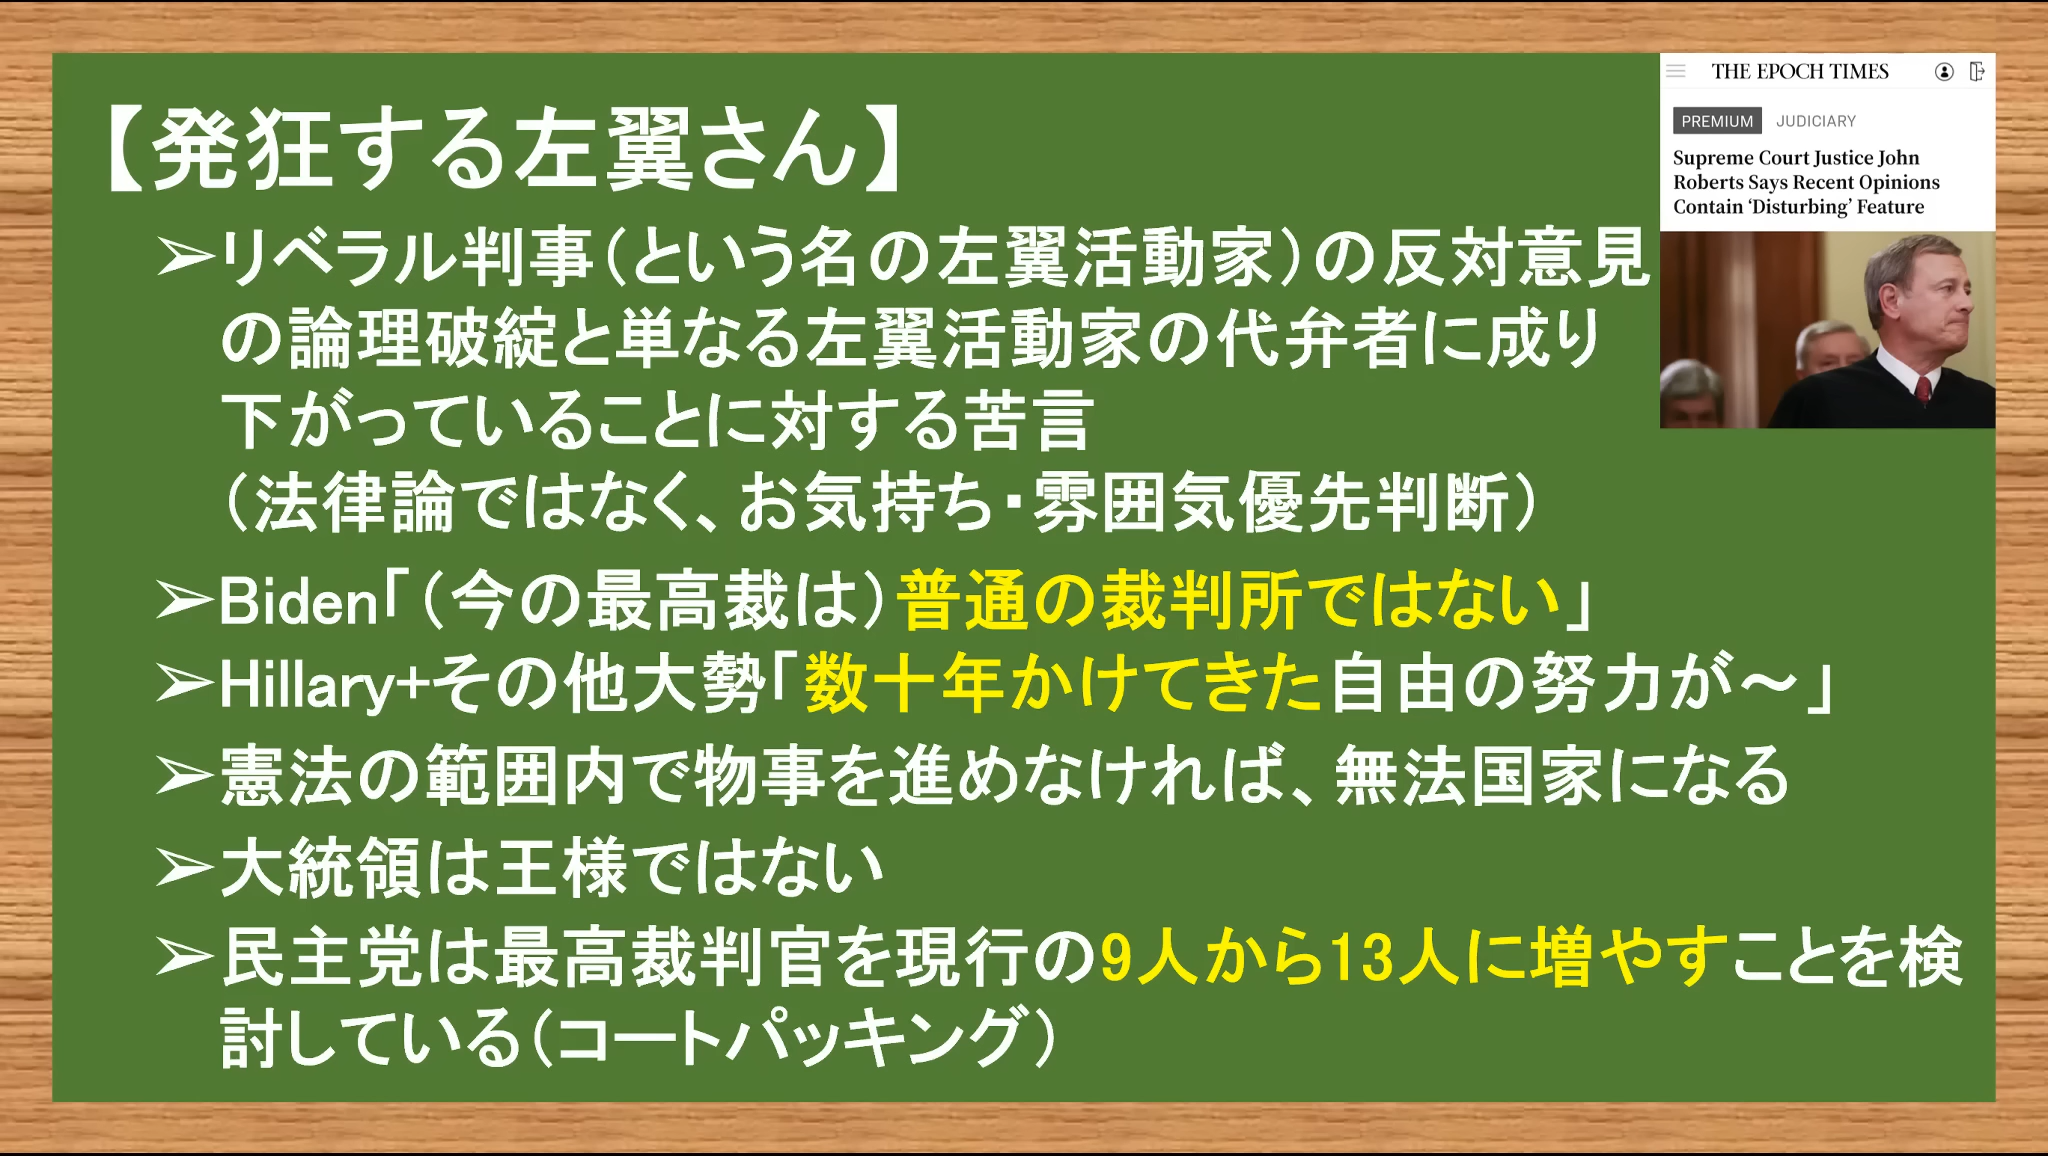 【発狂する左翼さん】
THE EPOCH TIMES
PREMIUM JUDICIARY
Supreme Court Justice John
Roberts Says Recent Opinions
Contain ‘Disturbing’ Feature
➢リベラル判事（という名の左翼活動家）の反対意見
の論理破綻と単なる左翼活動家の代弁者に成り
下がっていることに対する苦言
（法律論ではなく、お気持ち・雰囲気優先判断）
➢Biden「（今の最高裁は）普通の裁判所ではない」
➢Hillary+その他大勢「数十年かけてきた自由の努力が～」
➢憲法の範囲内で物事を進めなければ、無法国家になる
➢大統領は王様ではない
➢民主党は最高裁判官を現行の9人から13人に増やすことを検
討している（コートパッキング）